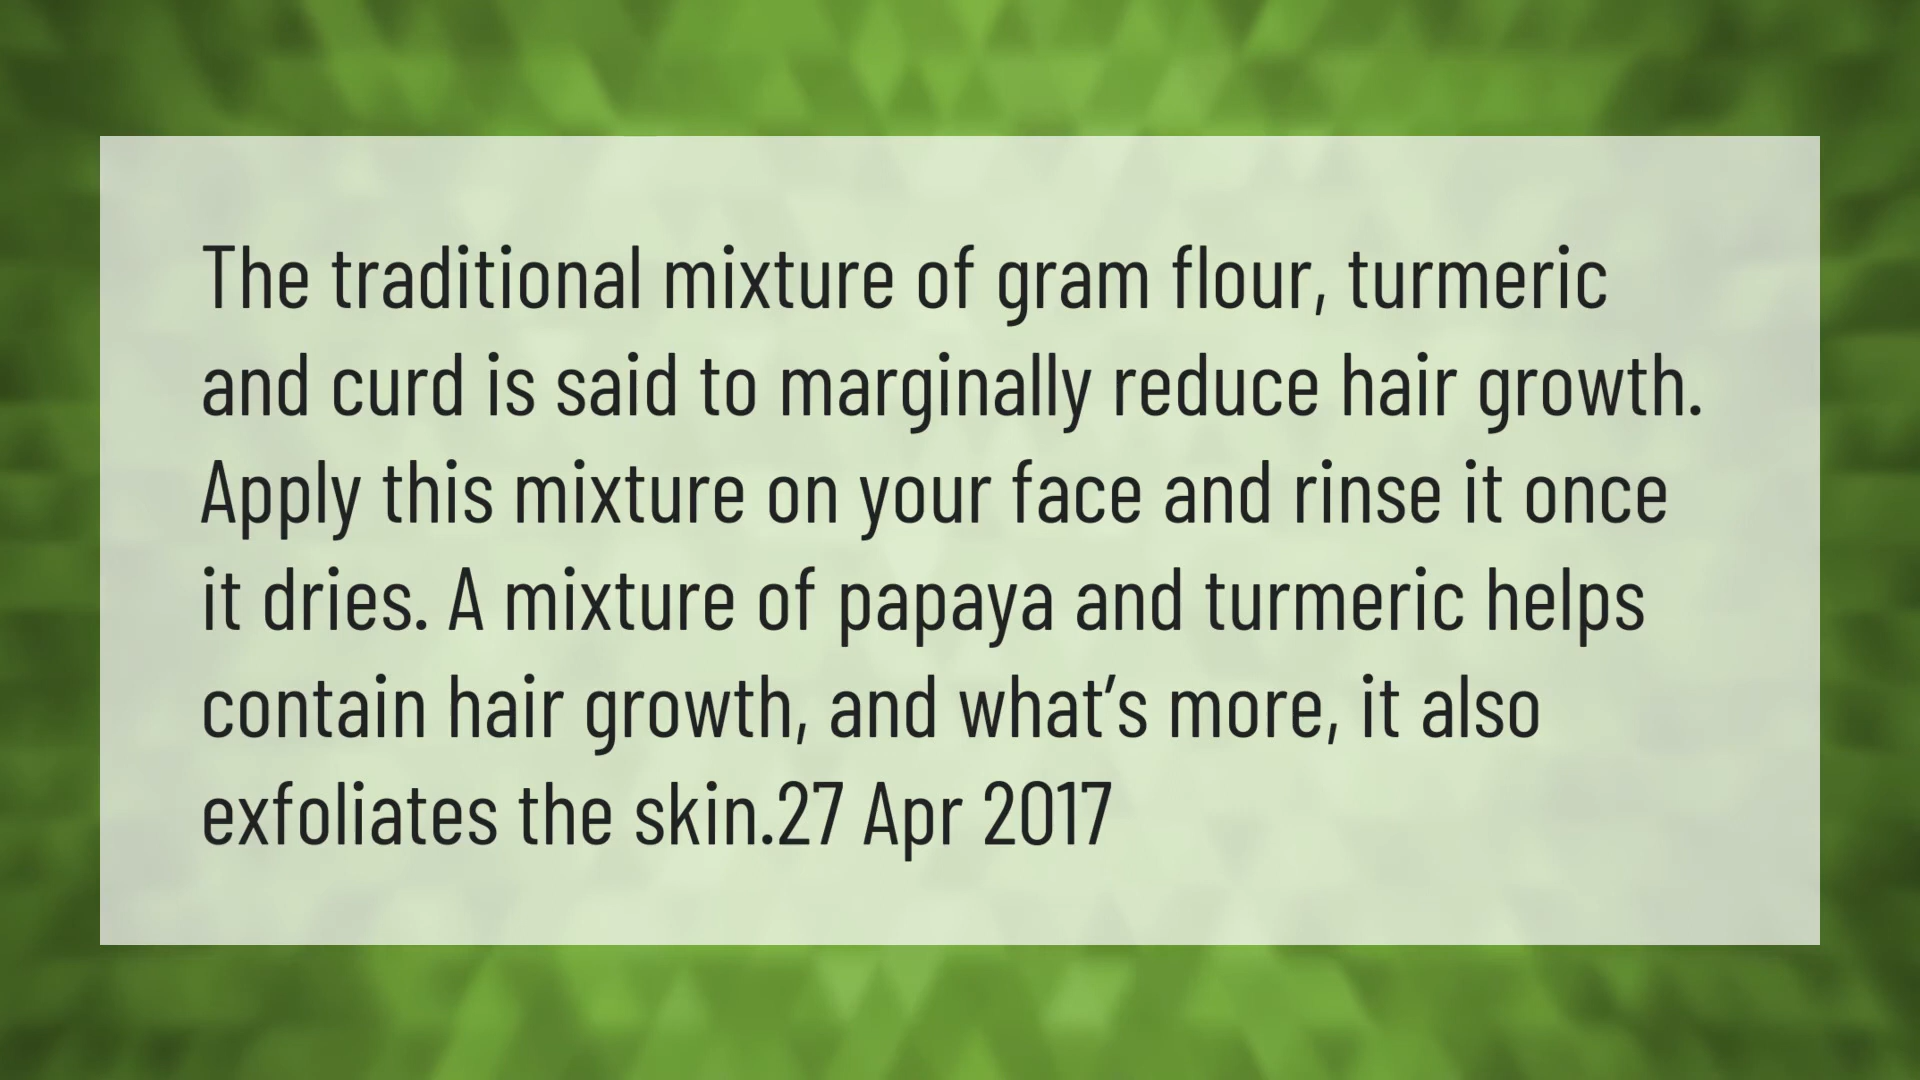 The traditional mixture of gram flour, turmeric
and curd is said to marginally reduce hair growth.
Apply this mixture on your face and rinse it once
it dries. A mixture of papaya and turmeric helps
contain hair growth, and what’s more, it also
exfoliates the skin.27 Apr 2017